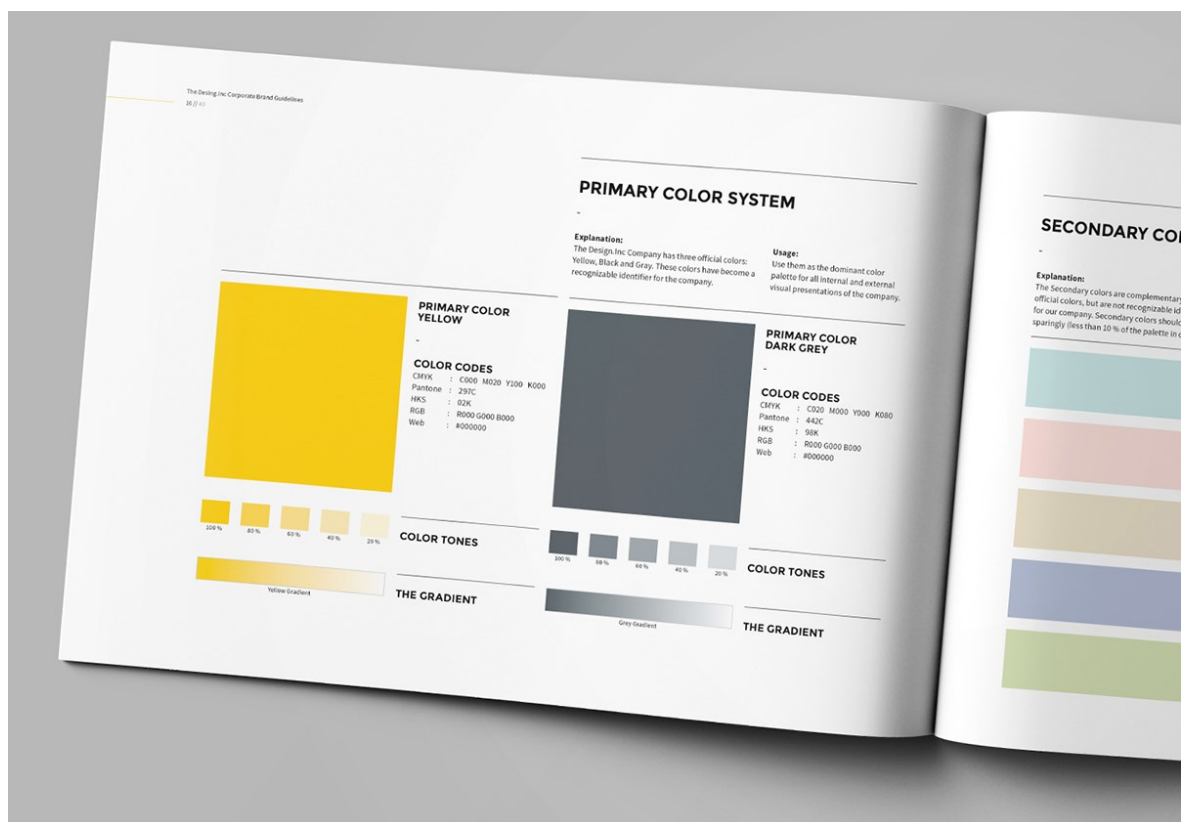 The Desing.Inc Corporate Brand Guidelines
16 // 40
PRIMARY COLOR SYSTEM
-
Explanation:
The Design.Inc Company has three official colors:
Yellow, Black and Gray. These colors have become a
recognizable identifier for the company.
Usage:
Use them as the dominant color
palette for all internal and external
visual presentations of the company.
PRIMARY COLOR
YELLOW
-
COLOR CODES
CMYK : C000 M020 Y100 K000
Pantone : 297C
HKS : 02K
RGB : R000 G000 B000
Web : #000000
100 %
80 %
60 %
40 %
20 %
COLOR TONES
Yellow Gradient
THE GRADIENT
PRIMARY COLOR
DARK GREY
-
COLOR CODES
CMYK : C020 M000 Y000 K080
Pantone : 442C
HKS : 98K
RGB : R000 G000 B000
Web : #000000
100 %
80 %
60 %
40 %
20 %
COLOR TONES
Grey Gradient
THE GRADIENT
SECONDARY CO
-
Explanation:
The Secondary colors are complementary
official colors, but are not recognizable id
for our company. Secondary colors shoul
sparingly (less than 10 % of the palette in